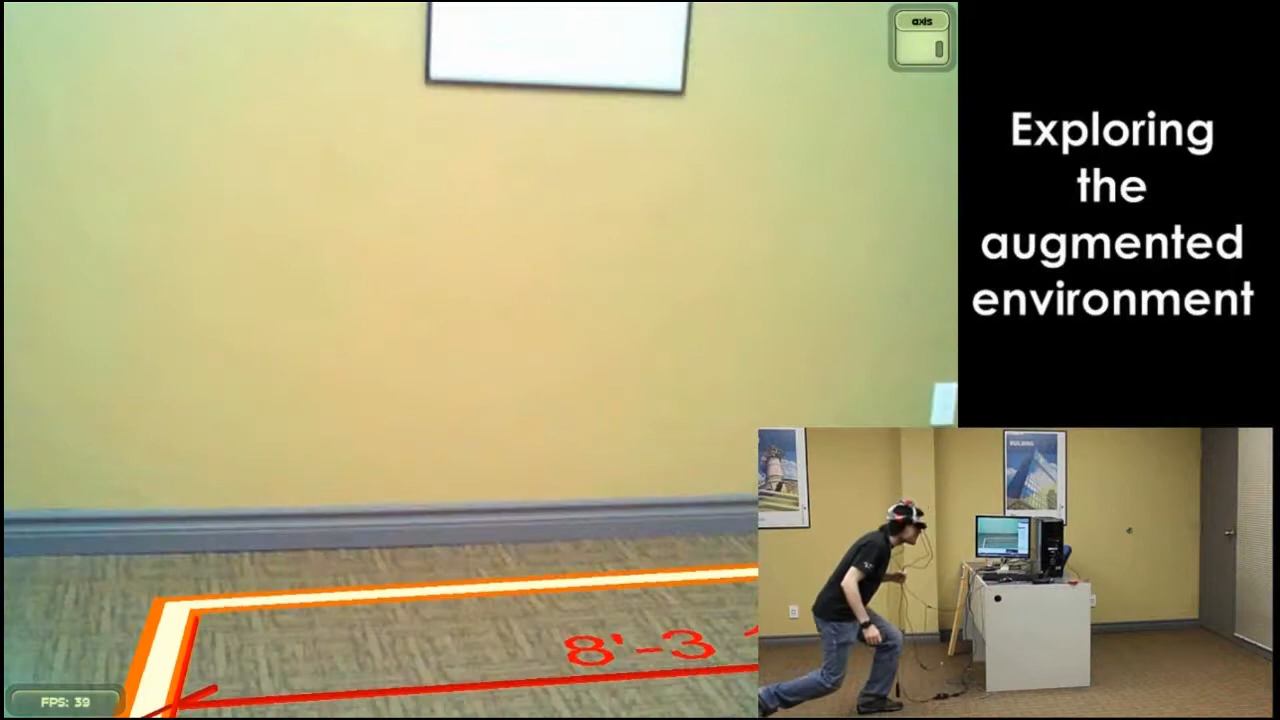 axis
Exploring
the
augmented
environment
BUILDING
8'-3
FPS: 39